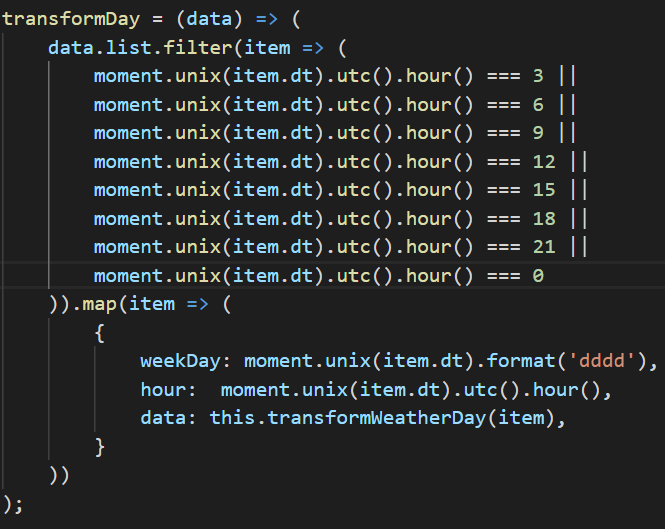 transformDay = (data) => (
    data.list.filter(item => (
        moment.unix(item.dt).utc().hour() === 3 ||
        moment.unix(item.dt).utc().hour() === 6 ||
        moment.unix(item.dt).utc().hour() === 9 ||
        moment.unix(item.dt).utc().hour() === 12 ||
        moment.unix(item.dt).utc().hour() === 15 ||
        moment.unix(item.dt).utc().hour() === 18 ||
        moment.unix(item.dt).utc().hour() === 21 ||
        moment.unix(item.dt).utc().hour() === 0
    )).map(item => (
        {
            weekDay: moment.unix(item.dt).format('dddd'),
            hour:  moment.unix(item.dt).utc().hour(),
            data: this.transformWeatherDay(item),
        }
    ))
);